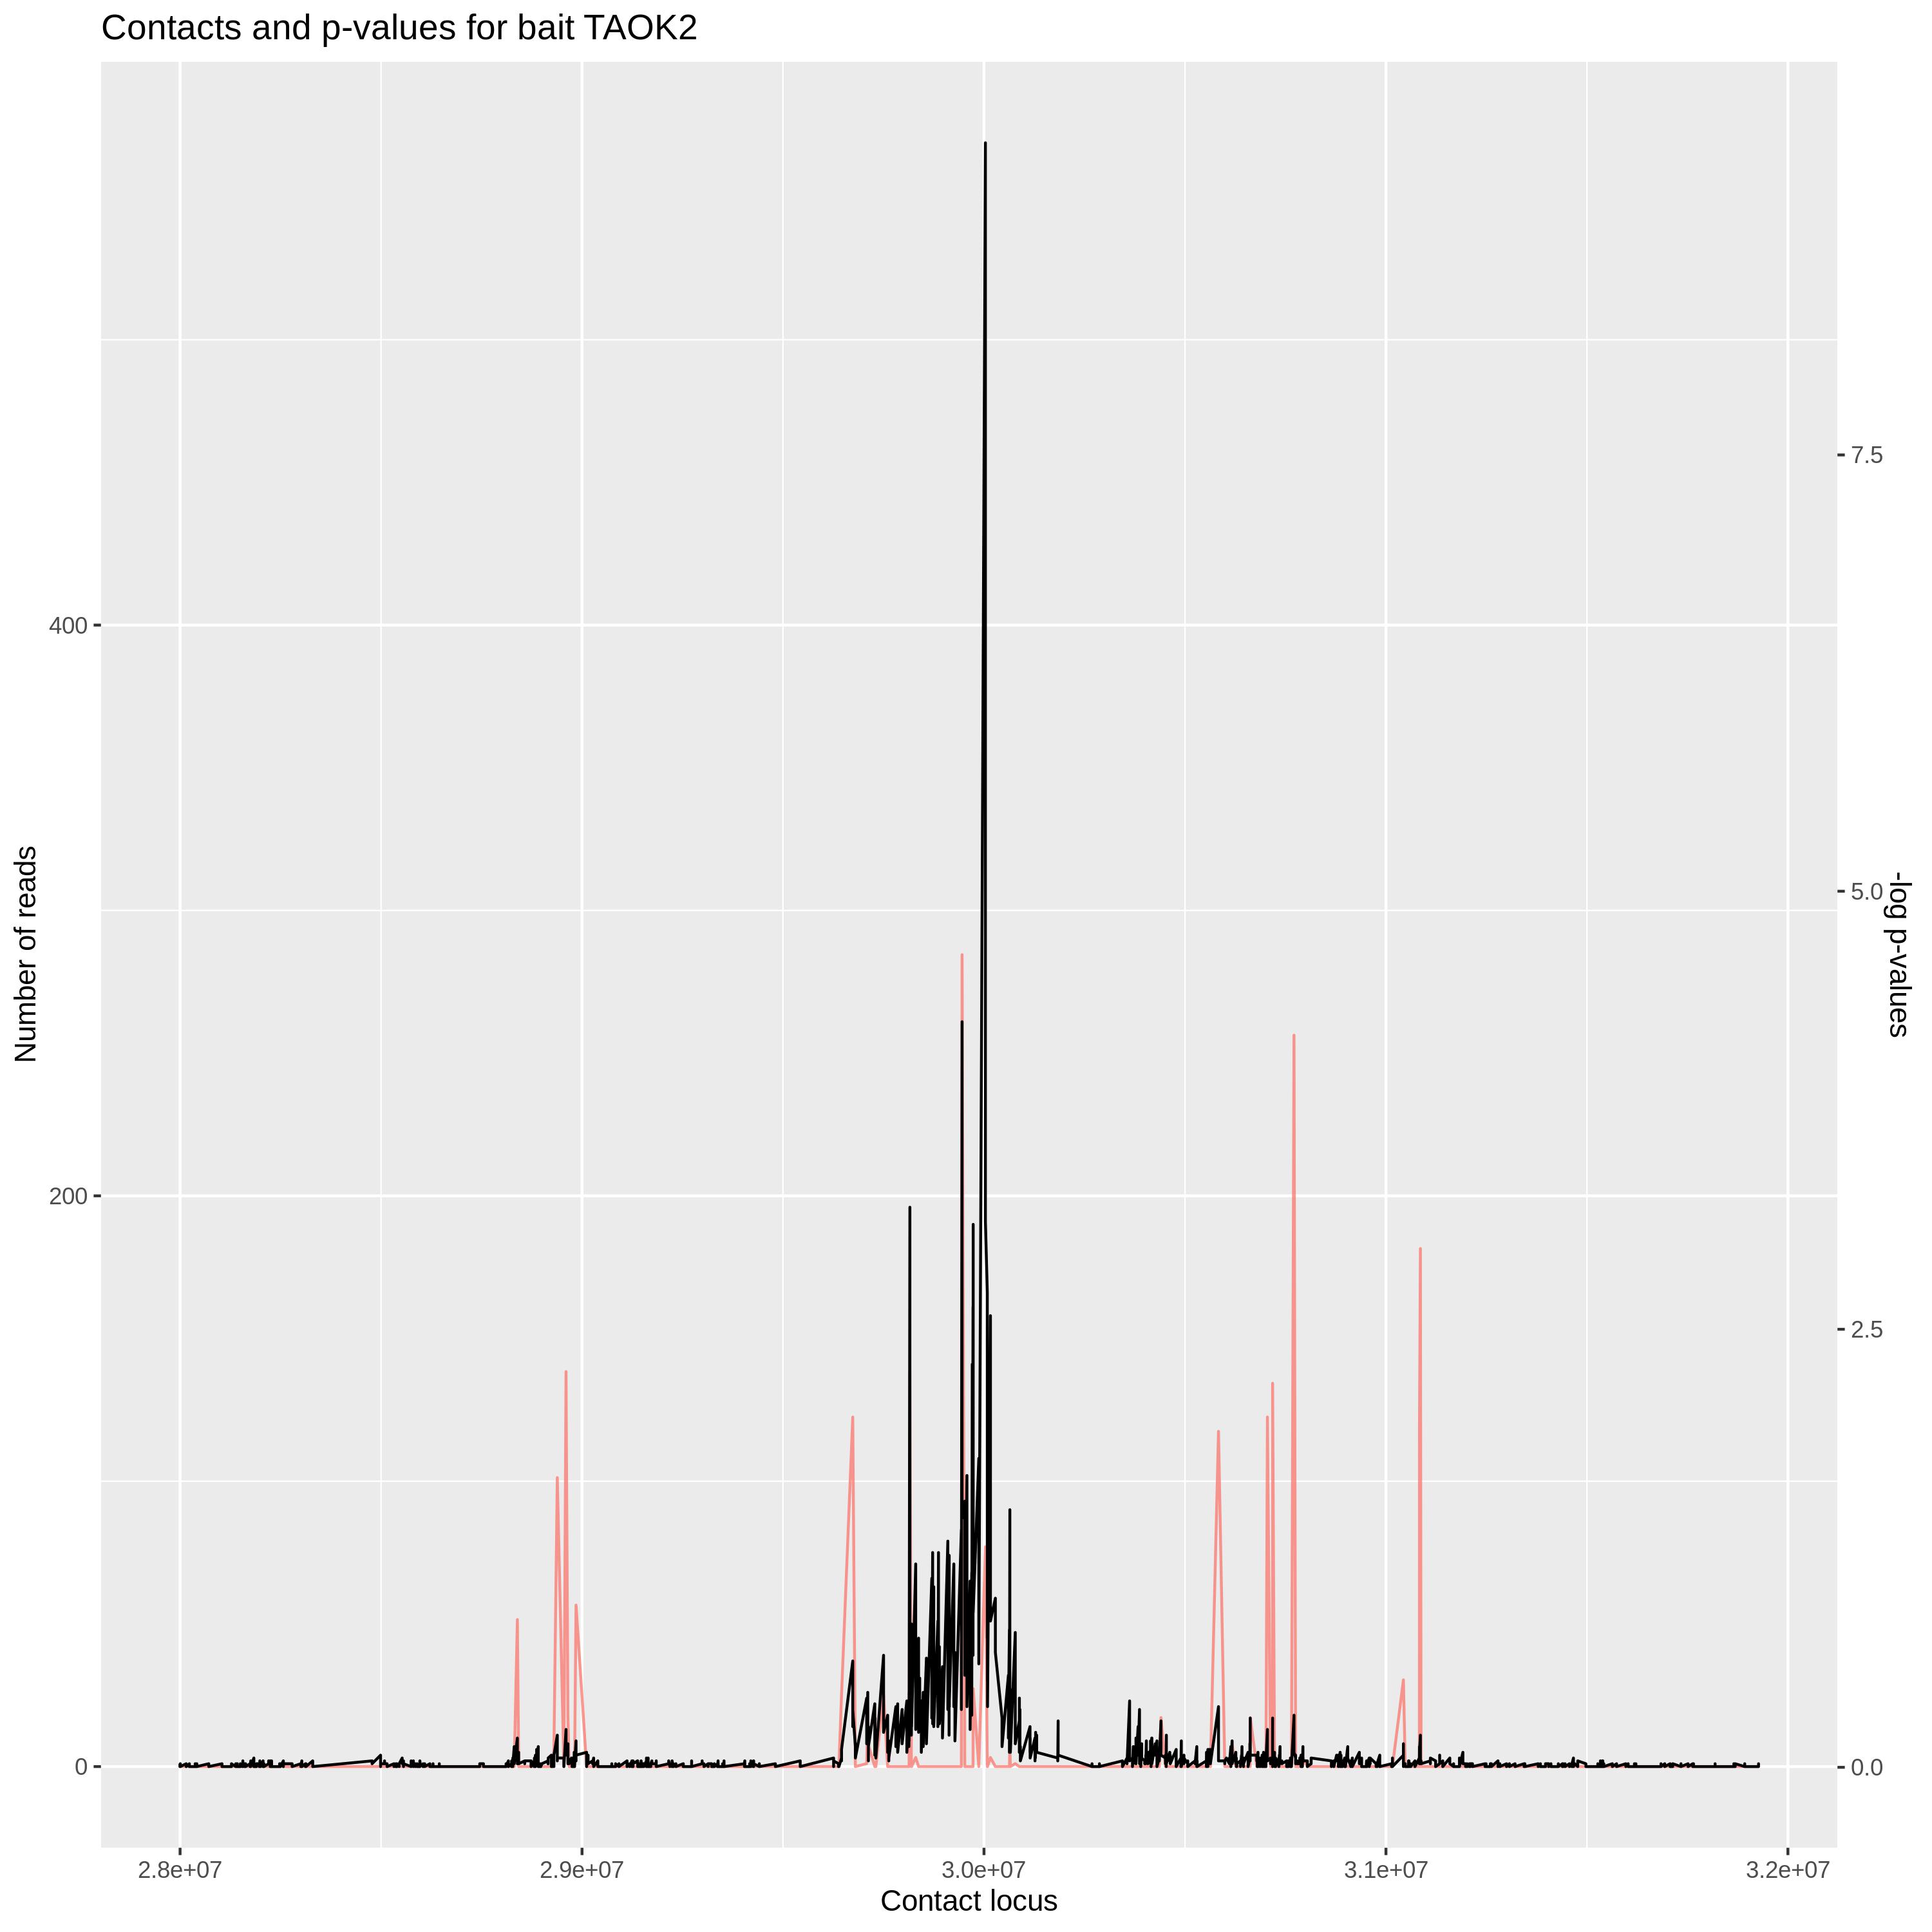 Contacts and p-values for bait TAOK2
Number of reads
400
200
0
7.5
5.0
2.5
0.0
-log p-values
2.8e+07
2.9e+07
3.0e+07
3.1e+07
3.2e+07
Contact locus